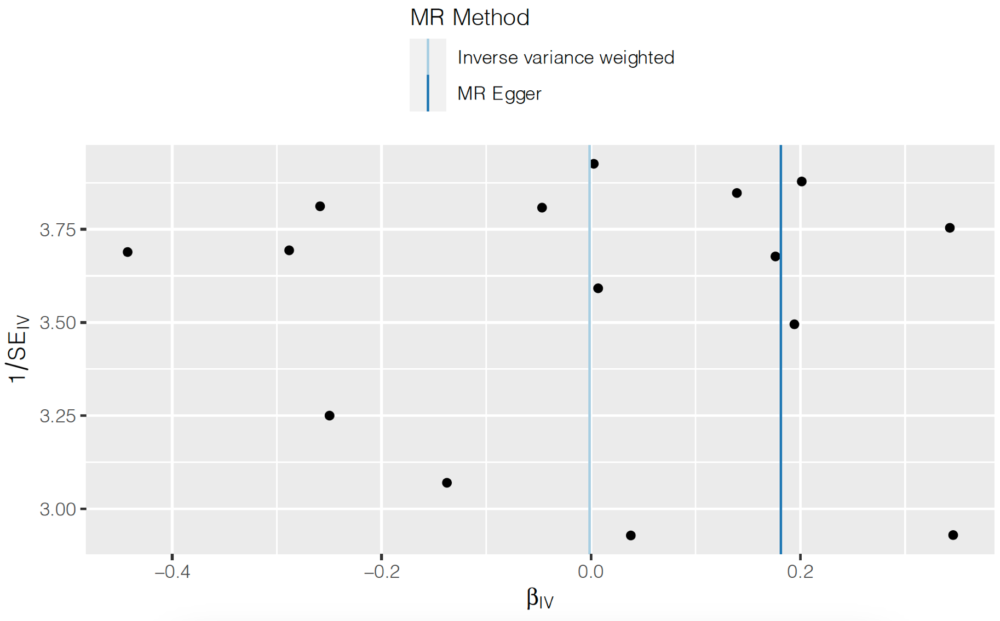 MR Method
Inverse variance weighted
MR Egger
3.75
3.50
3.25
3.00
1/SE_IV
−0.4
−0.2
0.0
0.2
β_IV